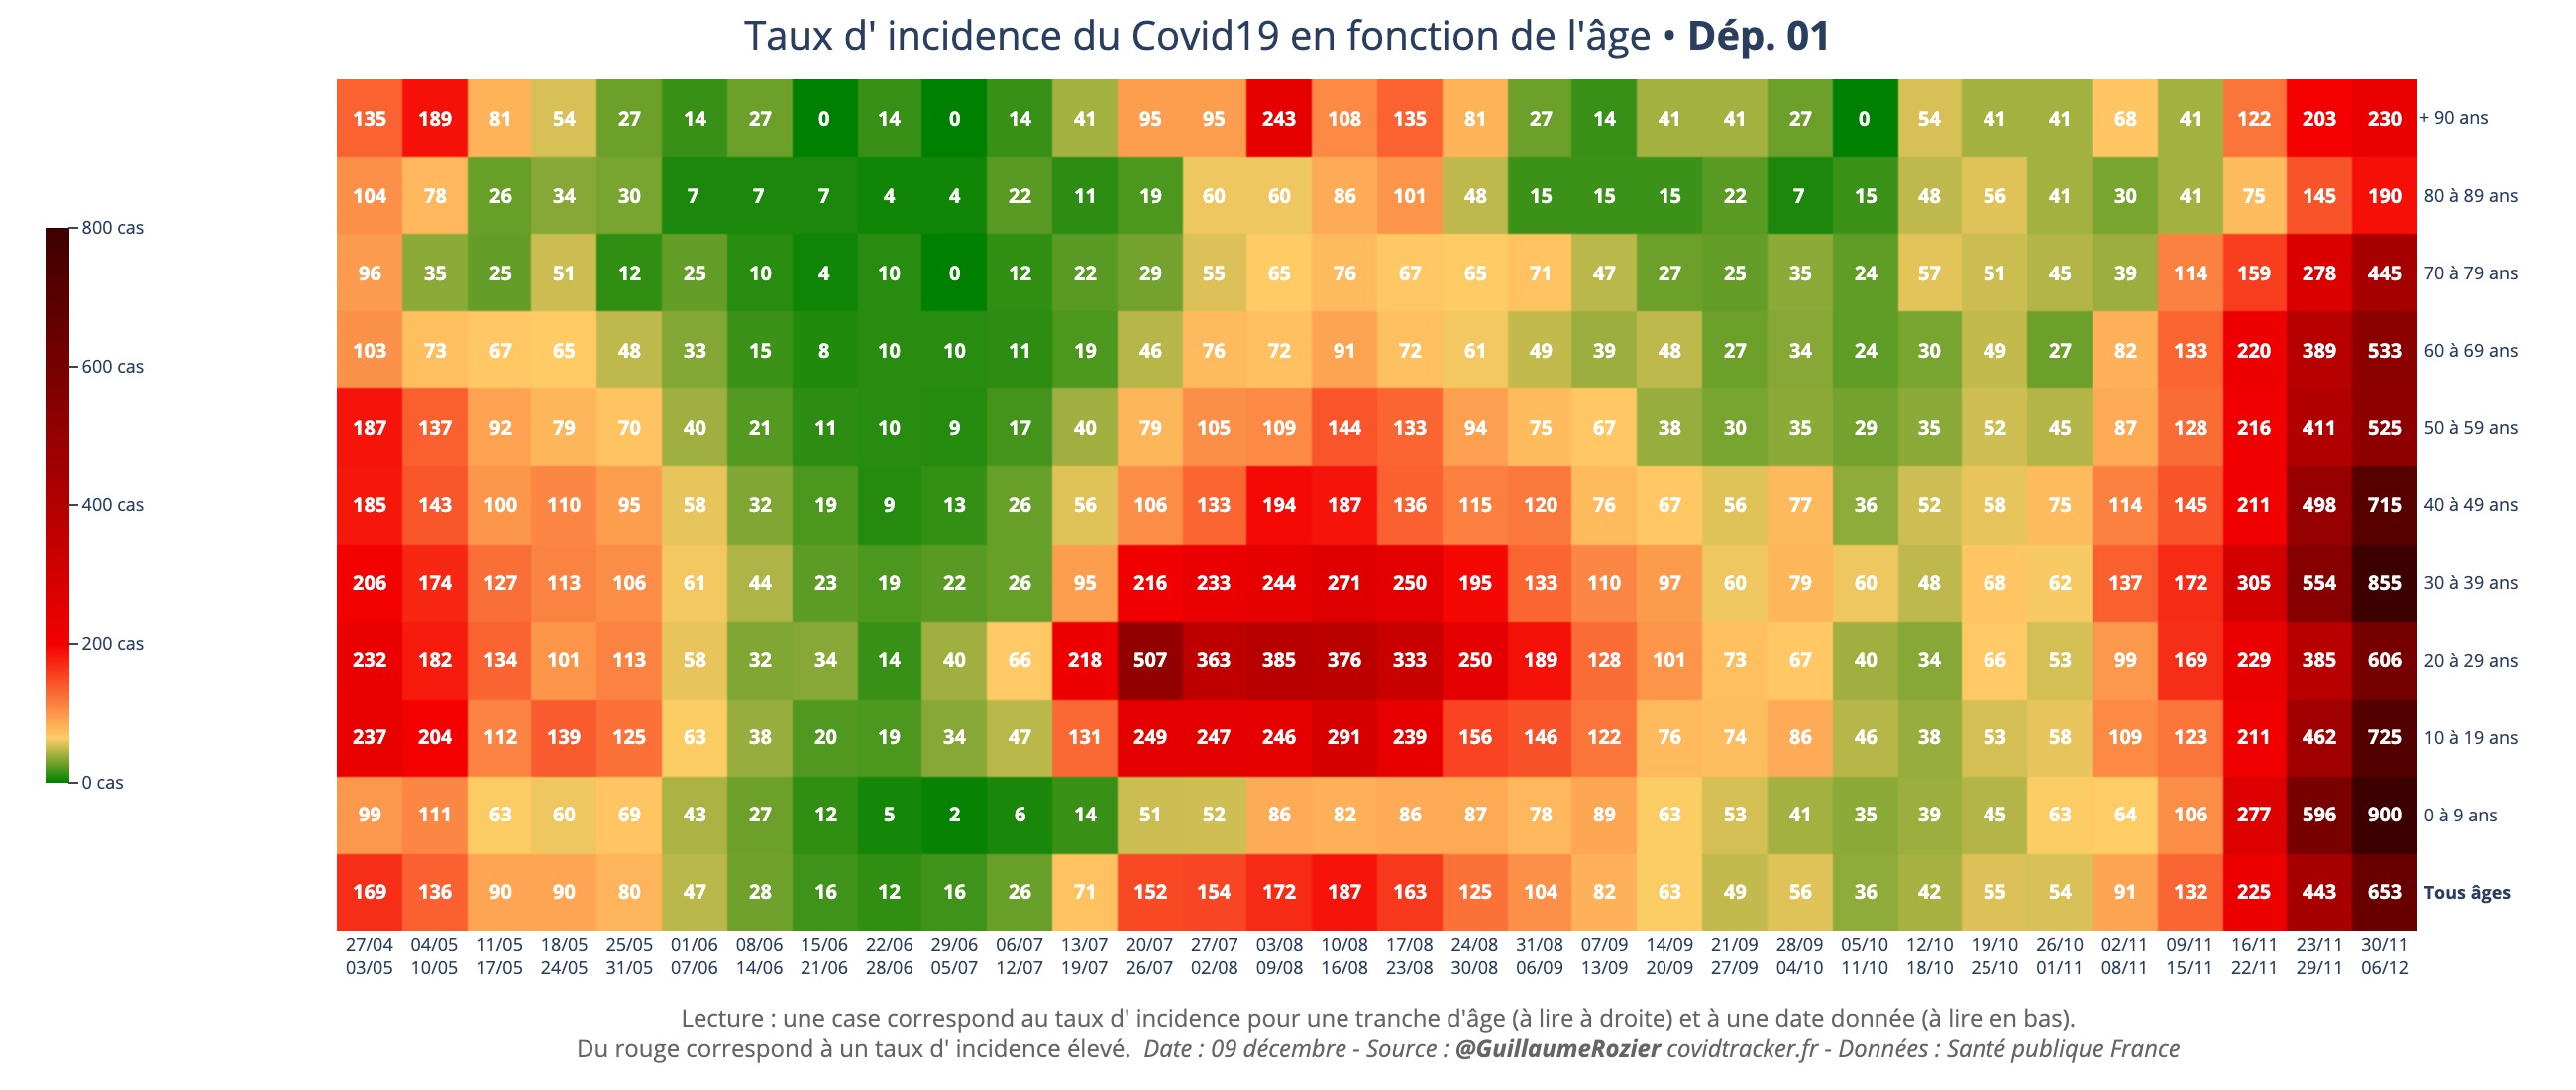 Taux d' incidence du Covid19 en fonction de l'âge • Dép. 01
800 cas
600 cas
400 cas
200 cas
0 cas
135 189 81 54 27 14 27 0 14 0 14 41 95 95 243 108 135 81 27 14 41 41 27 0 54 41 41 68 41 122 203 230 + 90 ans
104 78 26 34 30 7 7 7 4 4 22 11 19 60 60 86 101 48 15 15 15 22 7 15 48 56 41 30 41 75 145 190 80 à 89 ans
96 35 25 51 12 25 10 4 10 0 12 22 29 55 65 76 67 65 71 47 27 25 35 24 57 51 45 39 114 159 278 445 70 à 79 ans
103 73 67 65 48 33 15 8 10 10 11 19 46 76 72 91 72 61 49 39 48 27 34 24 30 49 27 82 133 220 389 533 60 à 69 ans
187 137 92 79 70 40 21 11 10 9 17 40 79 105 109 144 133 94 75 67 38 30 35 29 35 52 45 87 128 216 411 525 50 à 59 ans
185 143 100 110 95 58 32 19 9 13 26 56 106 133 194 187 136 115 120 76 67 56 77 36 52 58 75 114 145 211 498 715 40 à 49 ans
206 174 127 113 106 61 44 23 19 22 26 95 216 233 244 271 250 195 133 110 97 60 79 60 48 68 62 137 172 305 554 855 30 à 39 ans
232 182 134 101 113 58 32 34 14 40 66 218 507 363 385 376 333 250 189 128 101 73 67 40 34 66 53 99 169 229 385 606 20 à 29 ans
237 204 112 139 125 63 38 20 19 34 47 131 249 247 246 291 239 156 146 122 76 74 86 46 38 53 58 109 123 211 462 725 10 à 19 ans
99 111 63 60 69 43 27 12 5 2 6 14 51 52 86 82 86 87 78 89 63 53 41 35 39 45 63 64 106 277 596 900 0 à 9 ans
169 136 90 90 80 47 28 16 12 16 26 71 152 154 172 187 163 125 104 82 63 49 56 36 42 55 54 91 132 225 443 653 Tous âges
27/04 04/05 11/05 18/05 25/05 01/06 08/06 15/06 22/06 29/06 06/07 13/07 20/07 27/07 03/08 10/08 17/08 24/08 31/08 07/09 14/09 21/09 28/09 05/10 12/10 19/10 26/10 02/11 09/11 16/11 23/11 30/11
03/05 10/05 17/05 24/05 31/05 07/06 14/06 21/06 28/06 05/07 12/07 19/07 26/07 02/08 09/08 16/08 23/08 30/08 06/09 13/09 20/09 27/09 04/10 11/10 18/10 25/10 01/11 08/11 15/11 22/11 29/11 06/12
Lecture : une case correspond au taux d' incidence pour une tranche d'âge (à lire à droite) et à une date donnée (à lire en bas).
Du rouge correspond à un taux d' incidence élevé. Date : 09 décembre - Source : @GuillaumeRozier covidtracker.fr - Données : Santé publique France